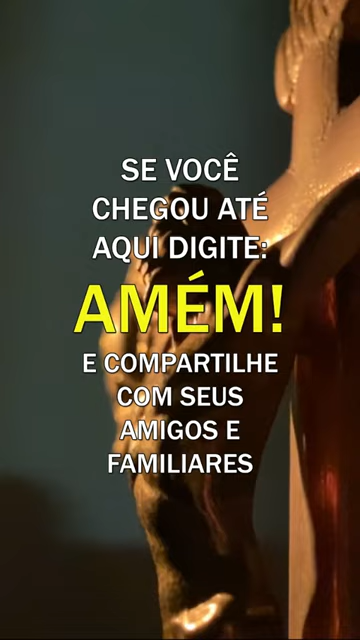 SE VOCÊ
CHEGOU ATÉ
AQUI DIGITE:
AMÉM!
E COMPARTILHE
COM SEUS
AMIGOS E
FAMILIARES